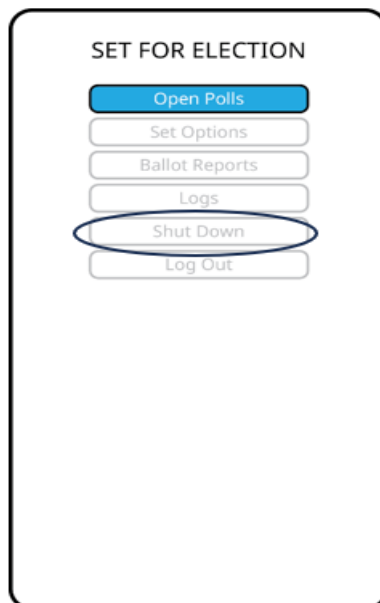 SET FOR ELECTION
Open Polls
Set Options
Ballot Reports
Logs
Shut Down
Log Out